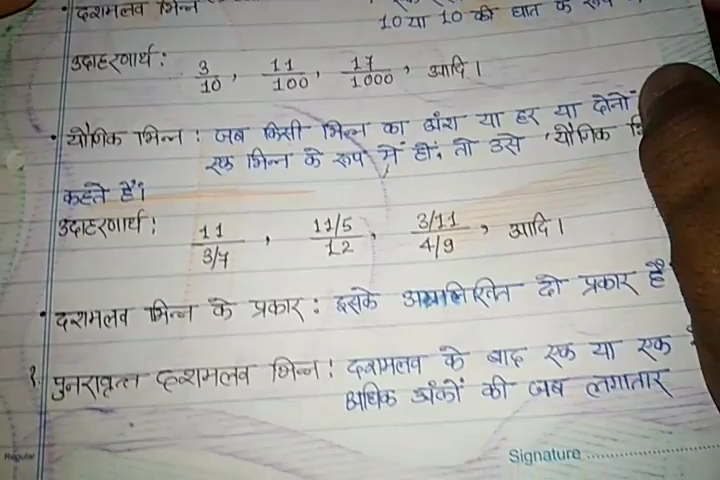 • दशमलव भिन्न
10 या 10 की घात के रूप
उदाहरणार्थ : 3/10 , 11/100 , 17/1000 , आदि ।
• यौगिक भिन्न : जब किसी भिन्न का अंश या हर या दोनों
एक भिन्न के रूप में हों, तो उसे 'यौगिक
कहते हैं।
उदाहरणार्थ : 11/(3/7) , (11/5)/12 , (3/11)/(4/9) , आदि ।
• दशमलव भिन्न के प्रकार : इसके दो प्रकार है
1. पुनरावृत्त दशमलव भिन्न : दशमलव के बाद एक या एक
अधिक अंकों की जब लगातार
Regular
Signature